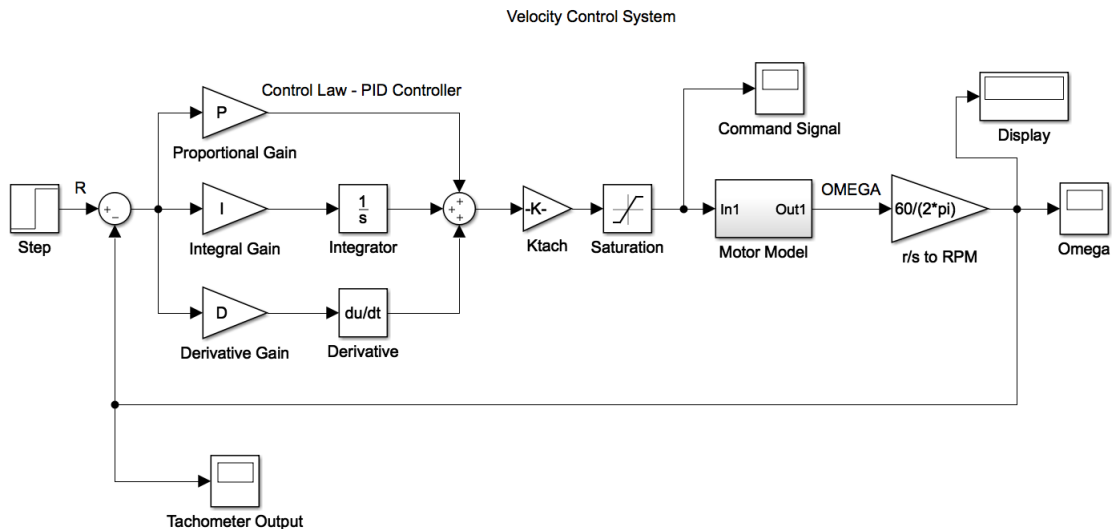 Velocity Control System
Control Law - PID Controller
P
Proportional Gain
Command Signal
Display
R
Step
+
−
I
Integral Gain
1
s
Integrator
+
+
+
-K-
Ktach
Saturation
In1
Out1
Motor Model
OMEGA
60/(2*pi)
r/s to RPM
Omega
D
Derivative Gain
du/dt
Derivative
Tachometer Output